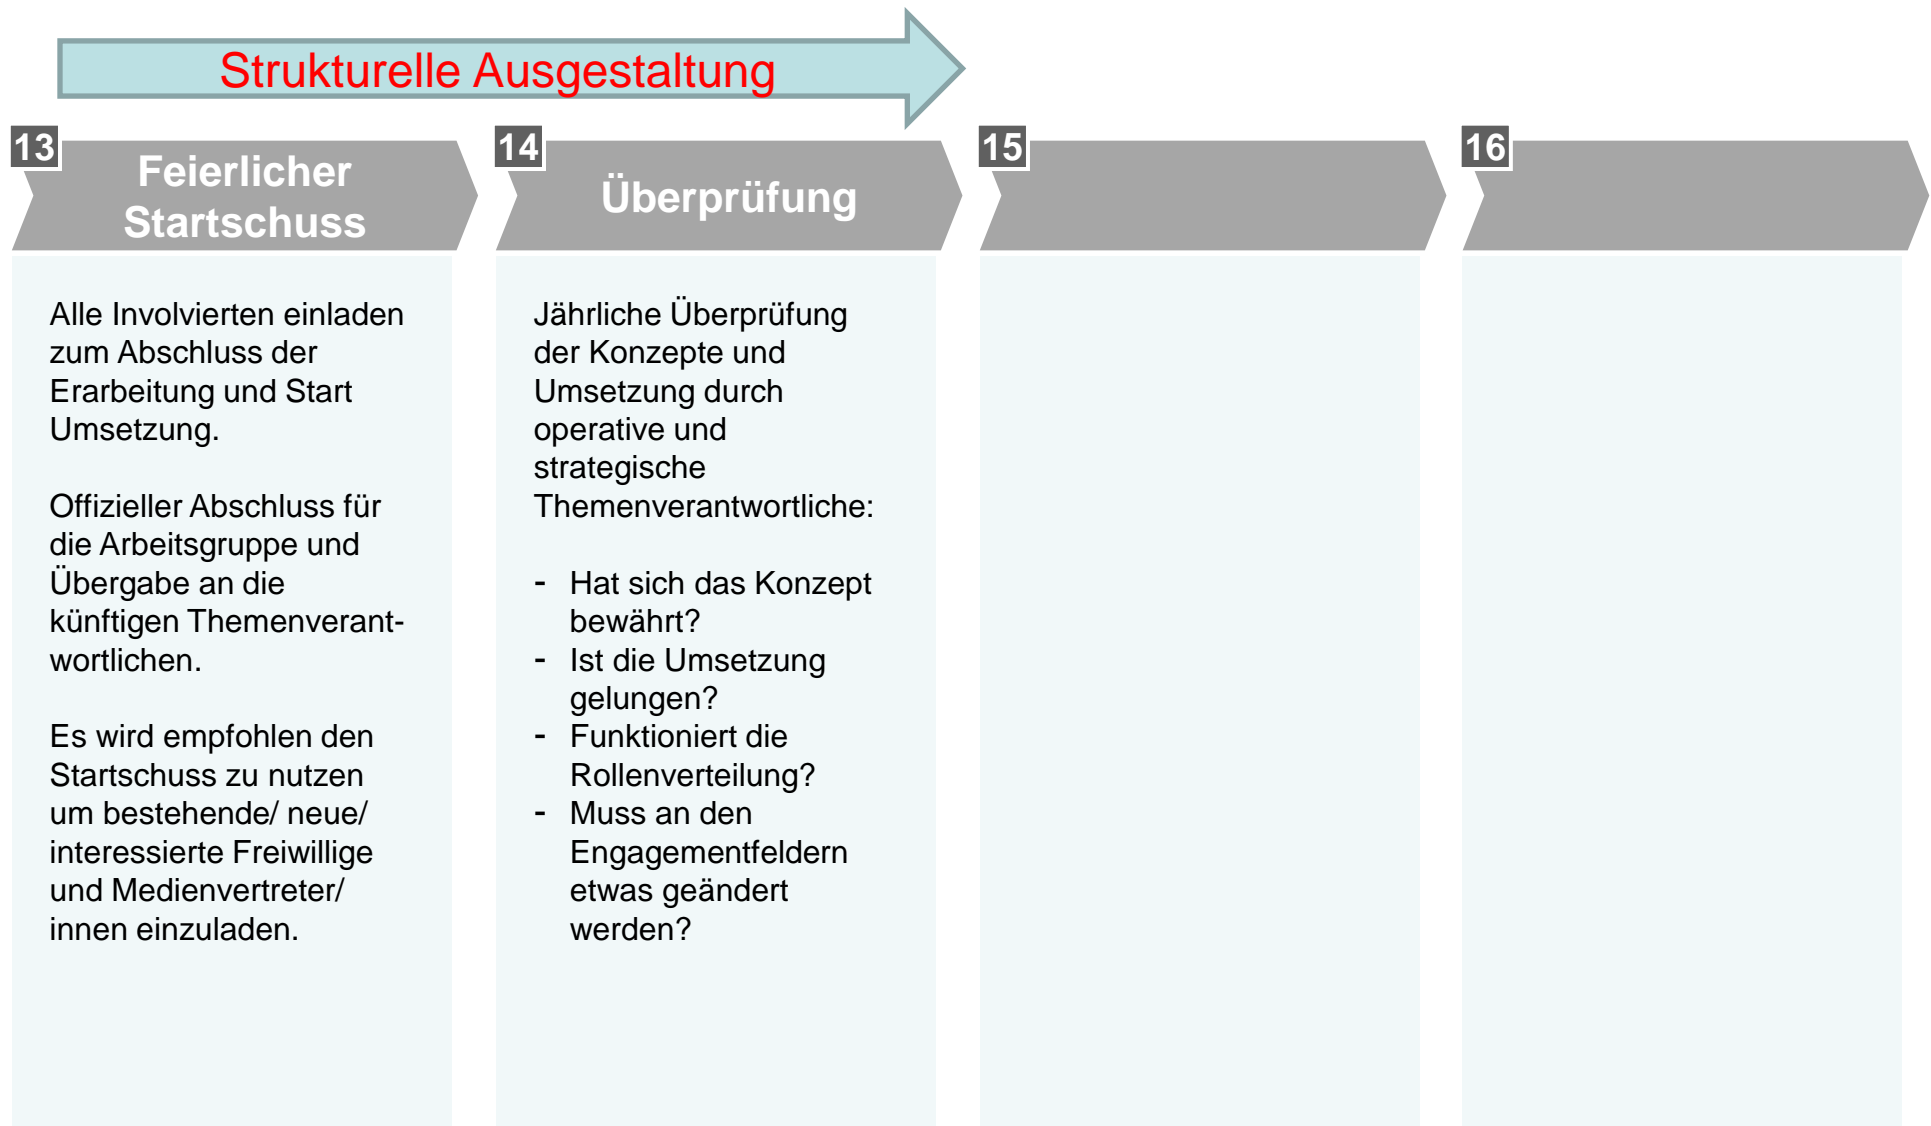 Strukturelle Ausgestaltung
13
Feierlicher
Startschuss
Alle Involvierten einladen
zum Abschluss der
Erarbeitung und Start
Umsetzung.
Offizieller Abschluss für
die Arbeitsgruppe und
Übergabe an die
künftigen Themenverant-
wortlichen.
Es wird empfohlen den
Startschuss zu nutzen
um bestehende/ neue/
interessierte Freiwillige
und Medienvertreter/
innen einzuladen.
14
Überprüfung
Jährliche Überprüfung
der Konzepte und
Umsetzung durch
operative und
strategische
Themenverantwortliche:
- Hat sich das Konzept
bewährt?
- Ist die Umsetzung
gelungen?
- Funktioniert die
Rollenverteilung?
- Muss an den
Engagementfeldern
etwas geändert
werden?
15
16